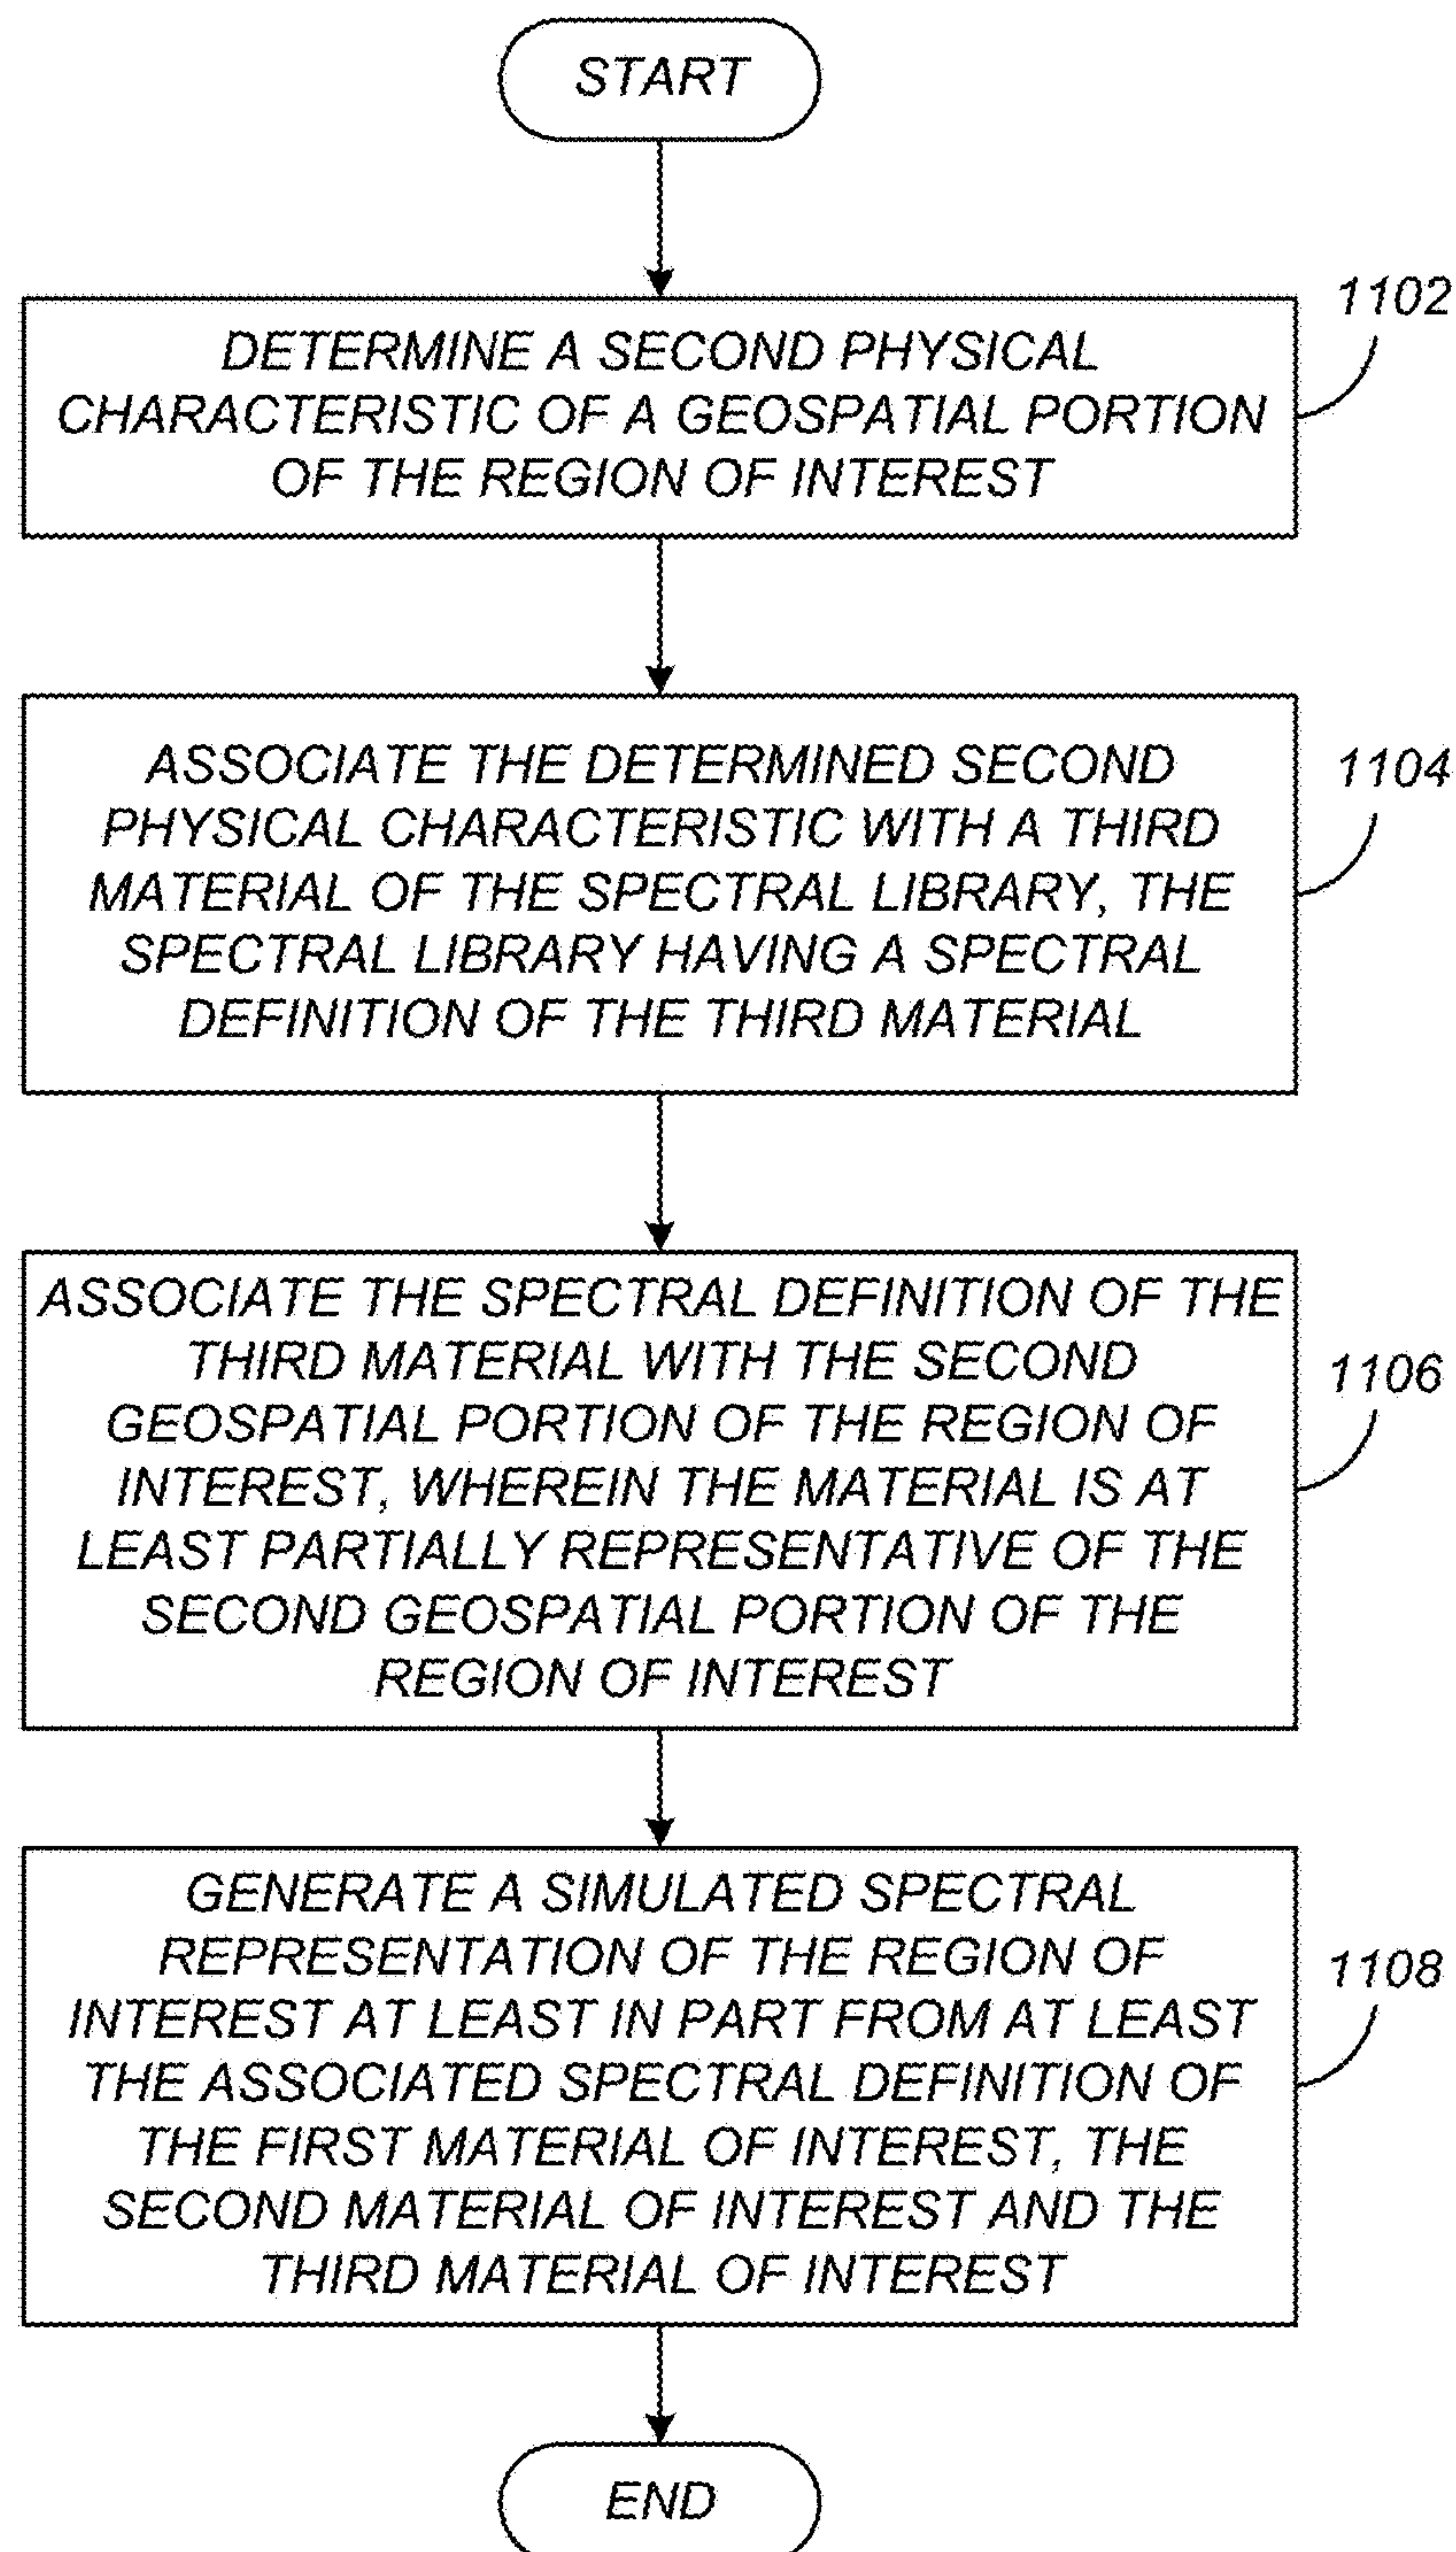 START
1102
DETERMINE A SECOND PHYSICAL
CHARACTERISTIC OF A GEOSPATIAL PORTION
OF THE REGION OF INTEREST
1104
ASSOCIATE THE DETERMINED SECOND
PHYSICAL CHARACTERISTIC WITH A THIRD
MATERIAL OF THE SPECTRAL LIBRARY, THE
SPECTRAL LIBRARY HAVING A SPECTRAL
DEFINITION OF THE THIRD MATERIAL
1106
ASSOCIATE THE SPECTRAL DEFINITION OF THE
THIRD MATERIAL WITH THE SECOND
GEOSPATIAL PORTION OF THE REGION OF
INTEREST, WHEREIN THE MATERIAL IS AT
LEAST PARTIALLY REPRESENTATIVE OF THE
SECOND GEOSPATIAL PORTION OF THE
REGION OF INTEREST
1108
GENERATE A SIMULATED SPECTRAL
REPRESENTATION OF THE REGION OF
INTEREST AT LEAST IN PART FROM AT LEAST
THE ASSOCIATED SPECTRAL DEFINITION OF
THE FIRST MATERIAL OF INTEREST, THE
SECOND MATERIAL OF INTEREST AND THE
THIRD MATERIAL OF INTEREST
END